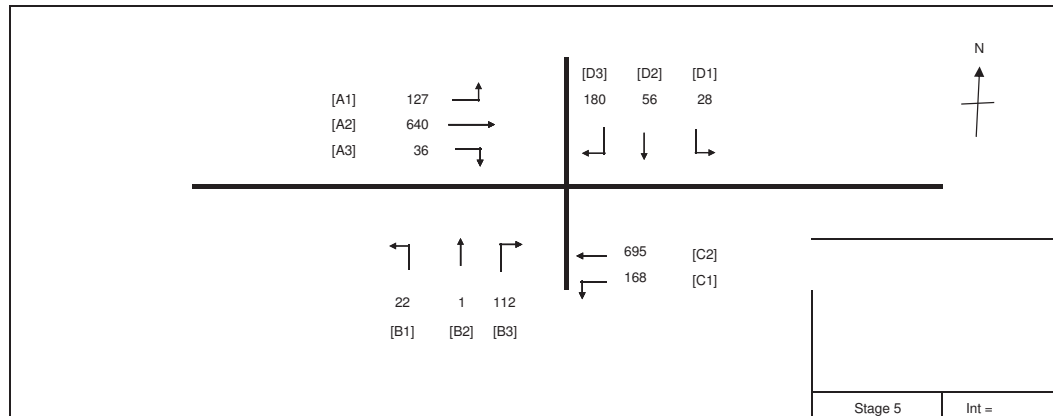 N
[D3] [D2] [D1]
180 56 28
[A1] 127
[A2] 640
[A3] 36
695 [C2]
168 [C1]
22 1 112
[B1] [B2] [B3]
Stage 5 Int =